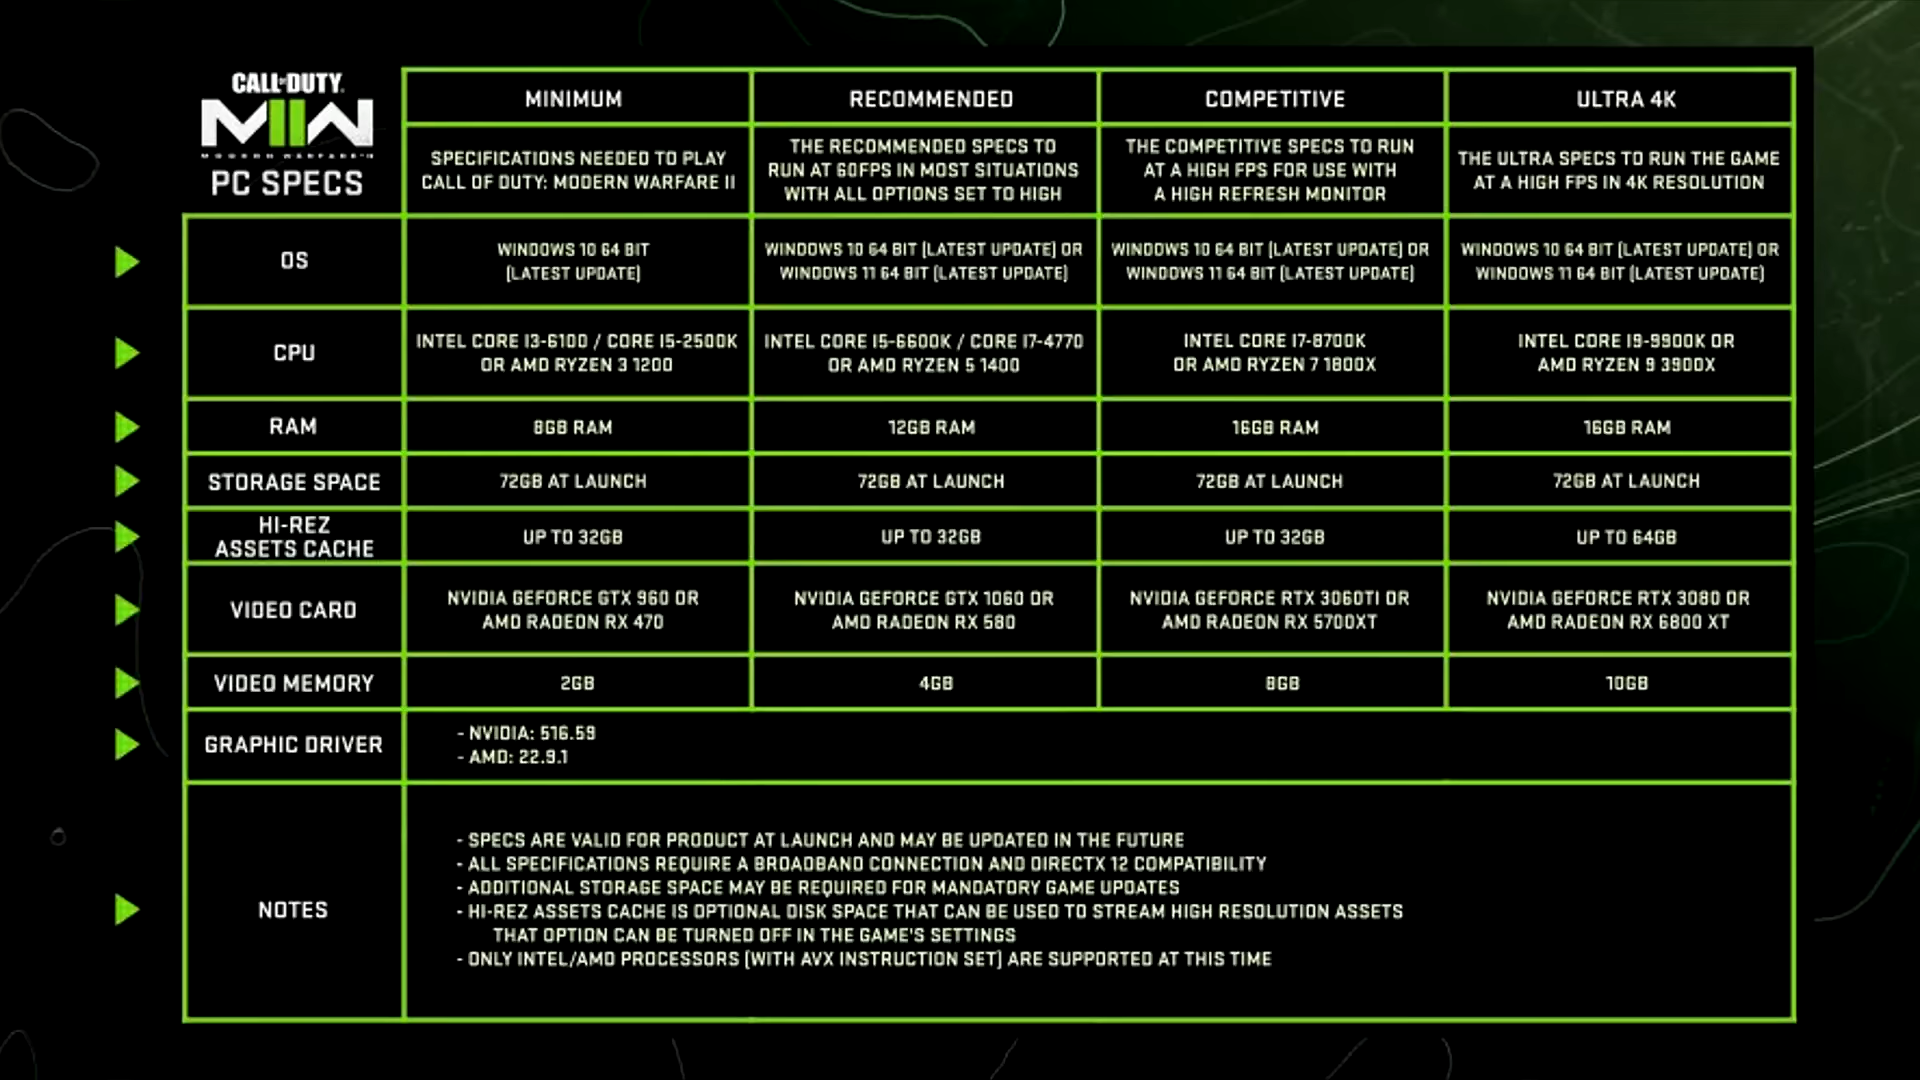 CALL OF DUTY
MWII
MODERN WARFARE II
PC SPECS
MINIMUM
RECOMMENDED
COMPETITIVE
ULTRA 4K
SPECIFICATIONS NEEDED TO PLAY
CALL OF DUTY: MODERN WARFARE II
THE RECOMMENDED SPECS TO
RUN AT 60FPS IN MOST SITUATIONS
WITH ALL OPTIONS SET TO HIGH
THE COMPETITIVE SPECS TO RUN
AT A HIGH FPS FOR USE WITH
A HIGH REFRESH MONITOR
THE ULTRA SPECS TO RUN THE GAME
AT A HIGH FPS IN 4K RESOLUTION
OS
WINDOWS 10 64 BIT
(LATEST UPDATE)
WINDOWS 10 64 BIT (LATEST UPDATE) OR
WINDOWS 11 64 BIT (LATEST UPDATE)
WINDOWS 10 64 BIT (LATEST UPDATE) OR
WINDOWS 11 64 BIT (LATEST UPDATE)
WINDOWS 10 64 BIT (LATEST UPDATE) OR
WINDOWS 11 64 BIT (LATEST UPDATE)
CPU
INTEL CORE I3-6100 / CORE I5-2500K
OR AMD RYZEN 3 1200
INTEL CORE I5-6600K / CORE I7-4770
OR AMD RYZEN 5 1400
INTEL CORE I7-8700K
OR AMD RYZEN 7 1800X
INTEL CORE I9-9900K OR
AMD RYZEN 9 3900X
RAM
8GB RAM
12GB RAM
16GB RAM
16GB RAM
STORAGE SPACE
72GB AT LAUNCH
72GB AT LAUNCH
72GB AT LAUNCH
72GB AT LAUNCH
HI-REZ
ASSETS CACHE
UP TO 32GB
UP TO 32GB
UP TO 32GB
UP TO 64GB
VIDEO CARD
NVIDIA GEFORCE GTX 960 OR
AMD RADEON RX 470
NVIDIA GEFORCE GTX 1060 OR
AMD RADEON RX 580
NVIDIA GEFORCE RTX 3060TI OR
AMD RADEON RX 5700XT
NVIDIA GEFORCE RTX 3080 OR
AMD RADEON RX 6800 XT
VIDEO MEMORY
2GB
4GB
8GB
10GB
GRAPHIC DRIVER
- NVIDIA: 516.59
- AMD: 22.9.1
NOTES
- SPECS ARE VALID FOR PRODUCT AT LAUNCH AND MAY BE UPDATED IN THE FUTURE
- ALL SPECIFICATIONS REQUIRE A BROADBAND CONNECTION AND DIRECTX 12 COMPATIBILITY
- ADDITIONAL STORAGE SPACE MAY BE REQUIRED FOR MANDATORY GAME UPDATES
- HI-REZ ASSETS CACHE IS OPTIONAL DISK SPACE THAT CAN BE USED TO STREAM HIGH RESOLUTION ASSETS
THAT OPTION CAN BE TURNED OFF IN THE GAME'S SETTINGS
- ONLY INTEL/AMD PROCESSORS (WITH AVX INSTRUCTION SET) ARE SUPPORTED AT THIS TIME